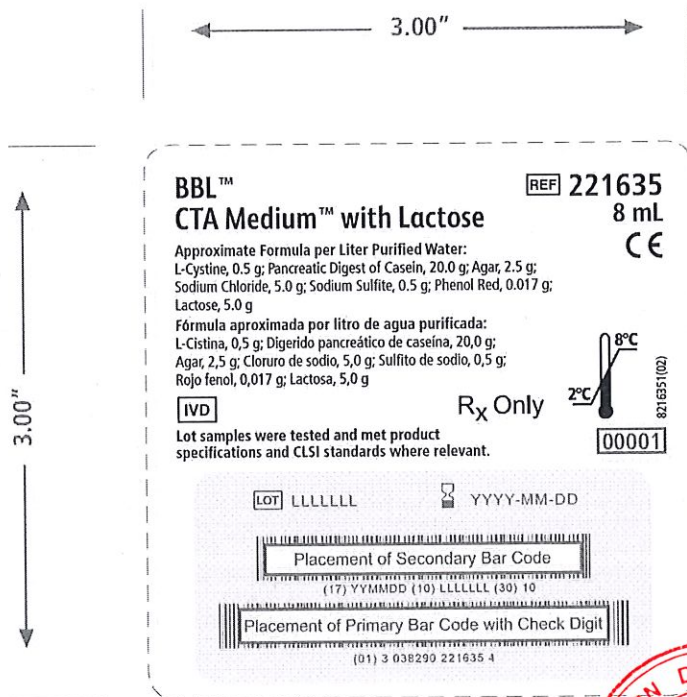 3.00"
3.00"
BBL™
CTA Medium™ with Lactose
REF 221635
8 mL
CE
Approximate Formula per Liter Purified Water:
L-Cystine, 0.5 g; Pancreatic Digest of Casein, 20.0 g; Agar, 2.5 g;
Sodium Chloride, 5.0 g; Sodium Sulfite, 0.5 g; Phenol Red, 0.017 g;
Lactose, 5.0 g
Fórmula aproximada por litro de agua purificada:
L-Cistina, 0,5 g; Digerido pancreático de caseína, 20,0 g;
Agar, 2,5 g; Cloruro de sodio, 5,0 g; Sulfito de sodio, 0,5 g;
Rojo fenol, 0,017 g; Lactosa, 5,0 g
8°C
2°C
8216351(02)
IVD
Rx Only
00001
Lot samples were tested and met product
specifications and CLSI standards where relevant.
LOT LLLLLLL
YYYY-MM-DD
Placement of Secondary Bar Code
(17) YYMMDD (10) LLLLLLL (30) 10
Placement of Primary Bar Code with Check Digit
(01) 3 038290 221635 4